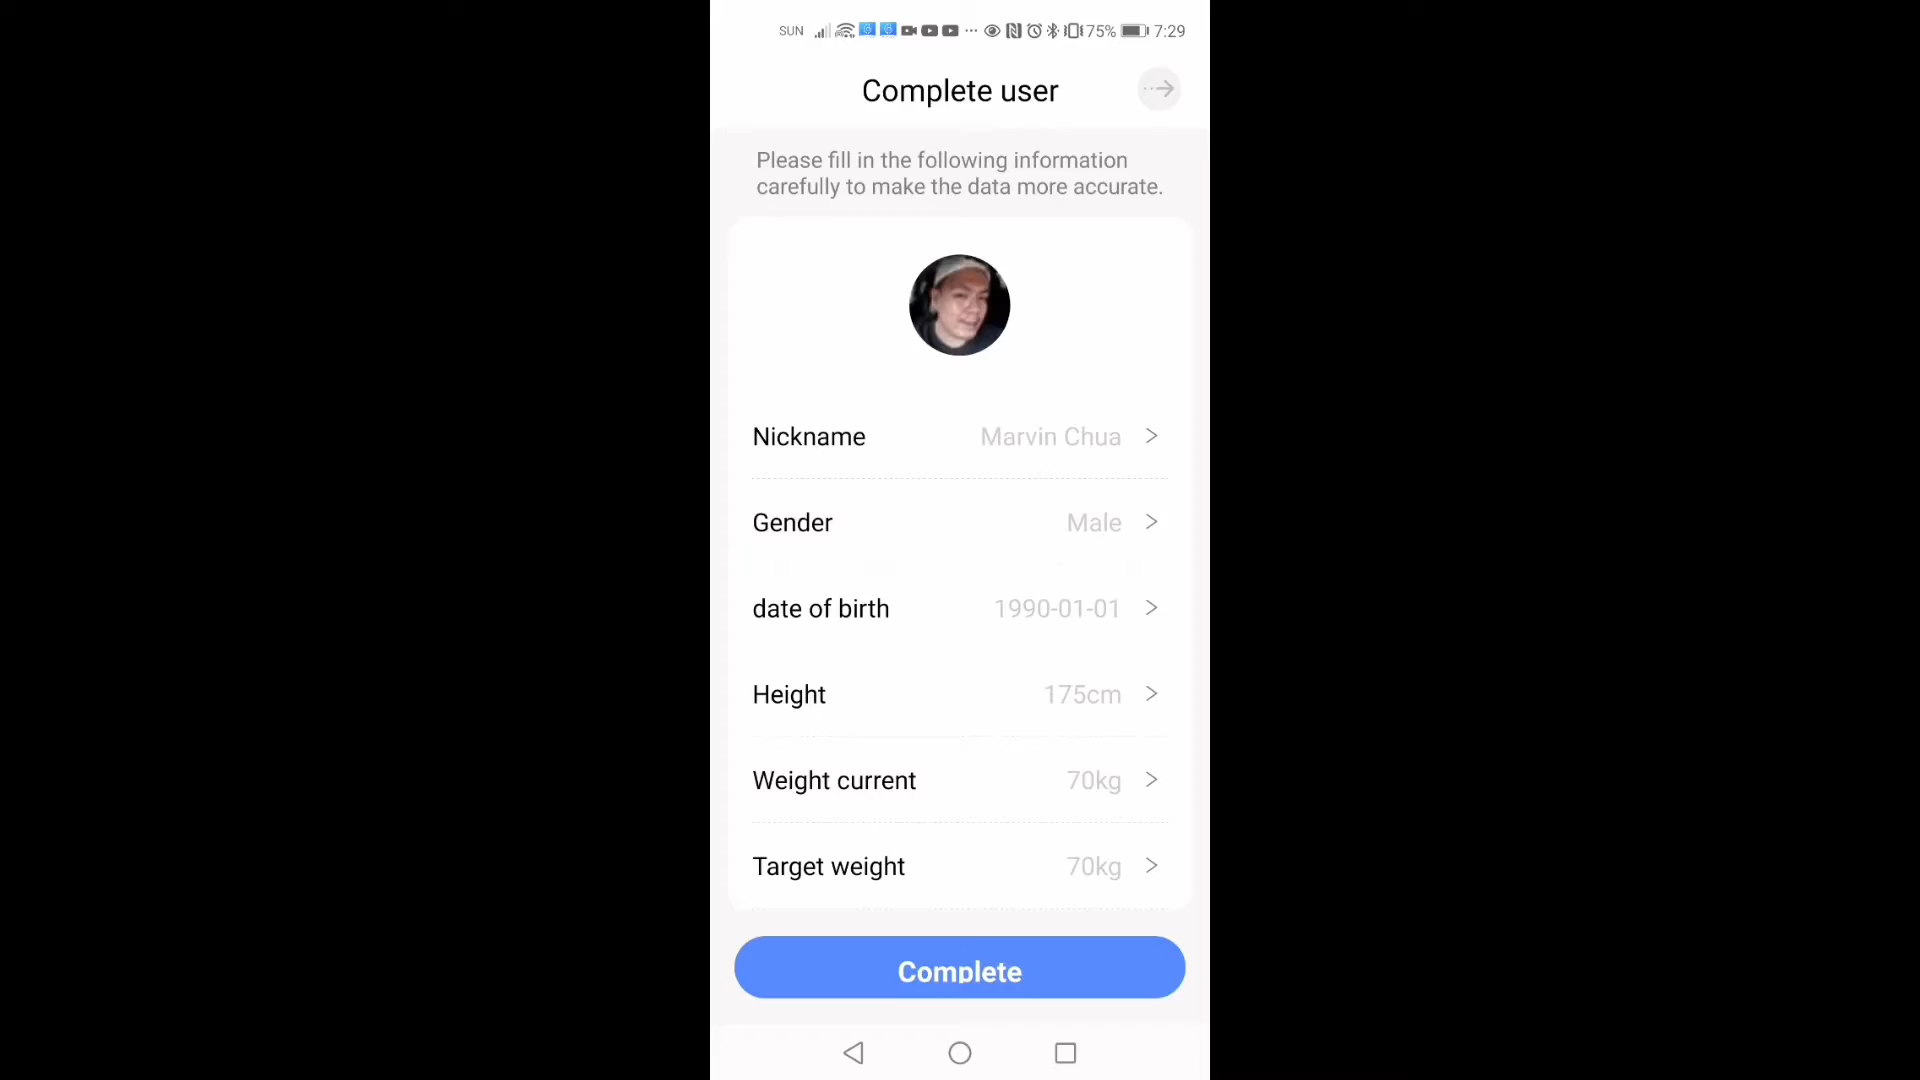 SUN 75% 7:29
Complete user
Please fill in the following information
carefully to make the data more accurate.
Nickname Marvin Chua
Gender Male
date of birth 1990-01-01
Height 175cm
Weight current 70kg
Target weight 70kg
Complete